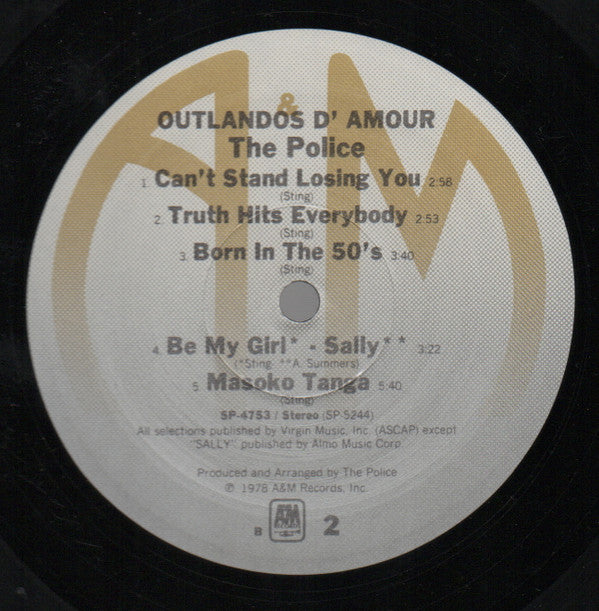 A&M
OUTLANDOS D' AMOUR
The Police
1. Can't Stand Losing You 2:58
(Sting)
2. Truth Hits Everybody 2:53
(Sting)
3. Born In The 50's 3:40
(Sting)
4. Be My Girl* - Sally** 3:22
(*Sting **A. Summers)
5. Masoko Tanga 5:40
(Sting)
SP-4753 / Stereo (SP-5244)
All selections published by Virgin Music, Inc. (ASCAP) except
"SALLY" published by Almo Music Corp.
Produced and Arranged by The Police
℗ 1978 A&M Records, Inc.
B A&M RECORDS 2